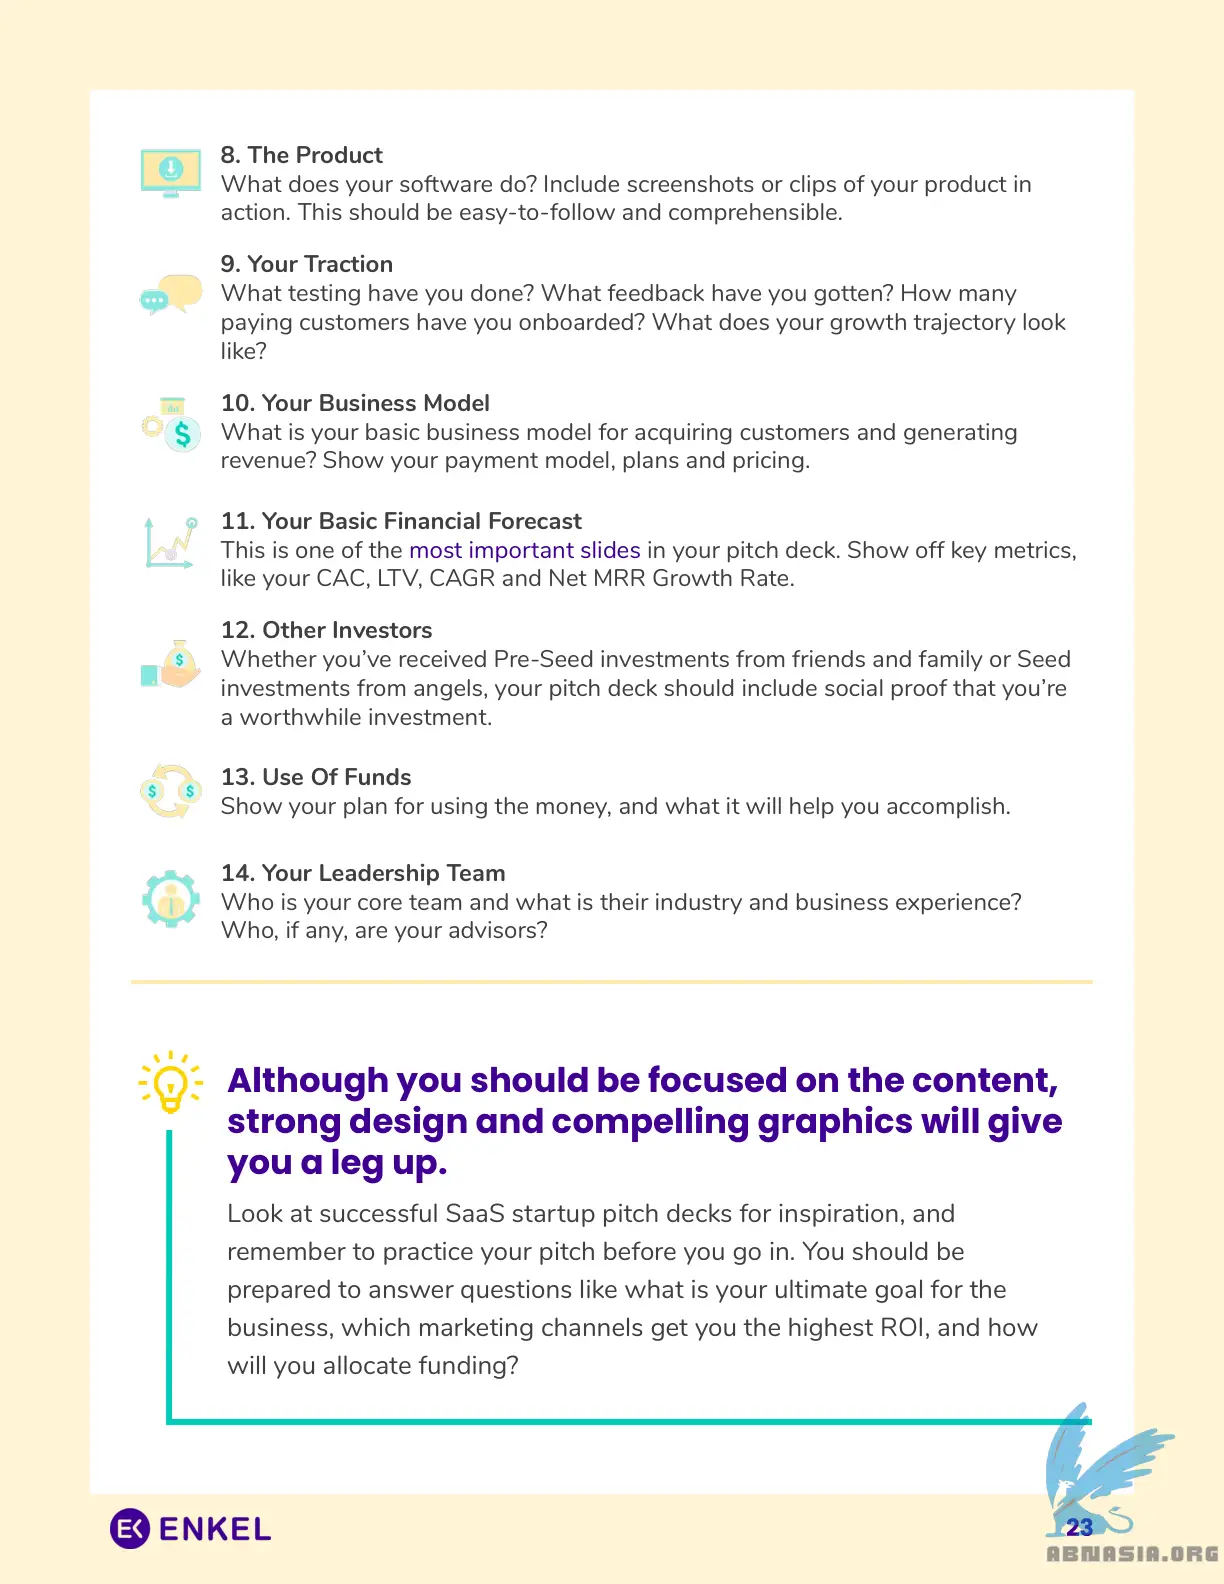 8. The Product
What does your software do? Include screenshots or clips of your product in
action. This should be easy-to-follow and comprehensible.
9. Your Traction
What testing have you done? What feedback have you gotten? How many
paying customers have you onboarded? What does your growth trajectory look
like?
10. Your Business Model
What is your basic business model for acquiring customers and generating
revenue? Show your payment model, plans and pricing.
11. Your Basic Financial Forecast
This is one of the most important slides in your pitch deck. Show off key metrics,
like your CAC, LTV, CAGR and Net MRR Growth Rate.
12. Other Investors
Whether you’ve received Pre-Seed investments from friends and family or Seed
investments from angels, your pitch deck should include social proof that you’re
a worthwhile investment.
13. Use Of Funds
Show your plan for using the money, and what it will help you accomplish.
14. Your Leadership Team
Who is your core team and what is their industry and business experience?
Who, if any, are your advisors?
Although you should be focused on the content,
strong design and compelling graphics will give
you a leg up.
Look at successful SaaS startup pitch decks for inspiration, and
remember to practice your pitch before you go in. You should be
prepared to answer questions like what is your ultimate goal for the
business, which marketing channels get you the highest ROI, and how
will you allocate funding?
EK ENKEL
23
ABNASIA.ORG